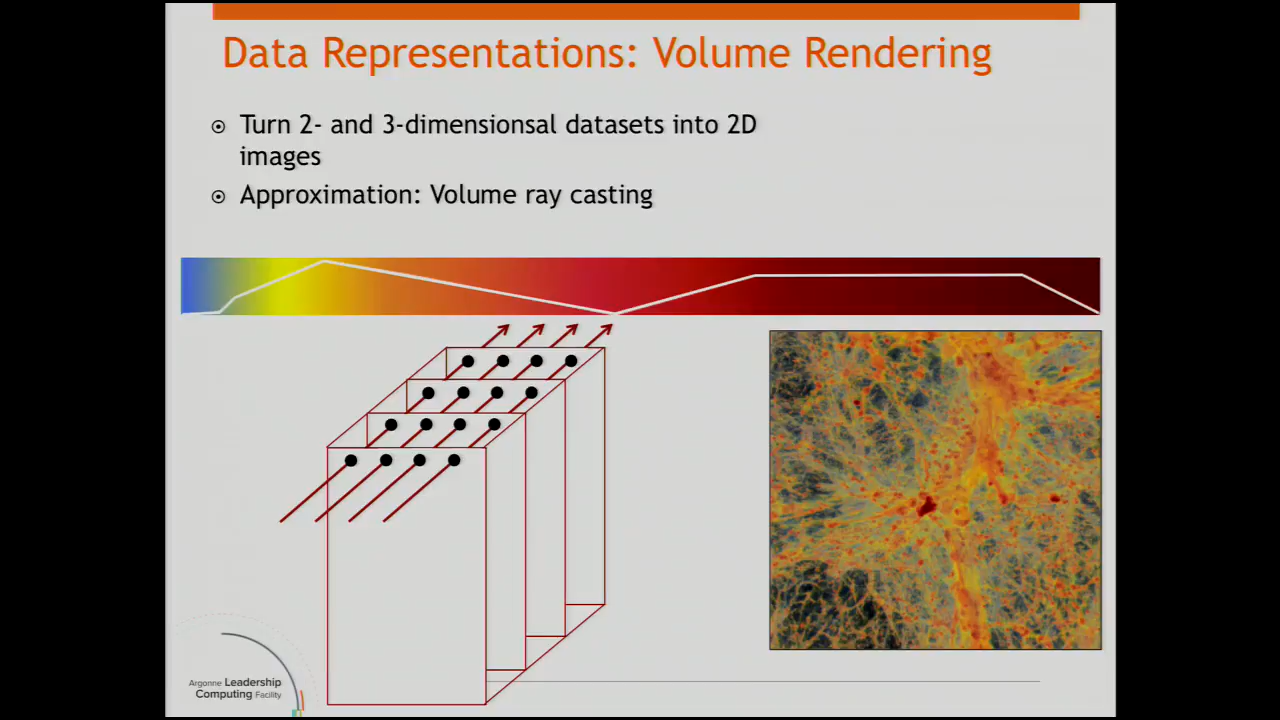 Data Representations: Volume Rendering
Turn 2- and 3-dimensionsal datasets into 2D
images
Approximation: Volume ray casting
Argonne Leadership
Computing Facility